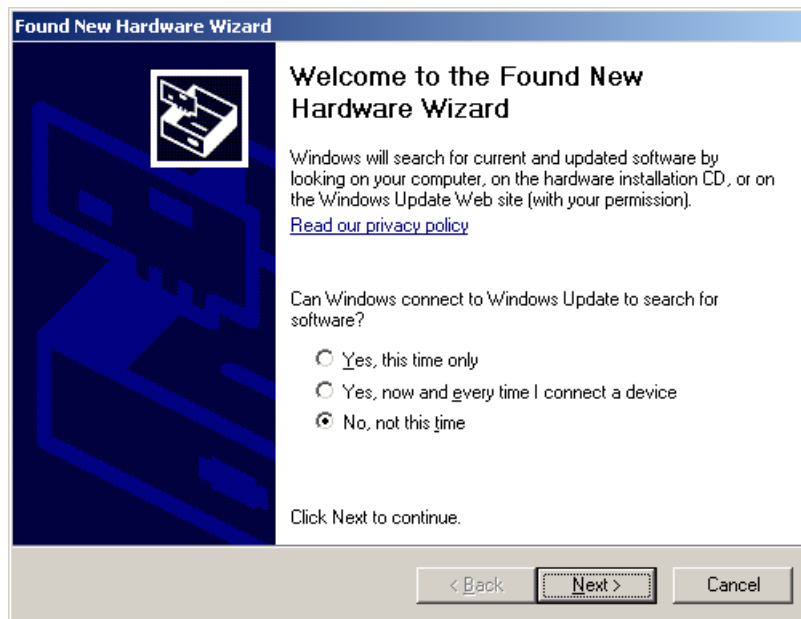 Found New Hardware Wizard
Welcome to the Found New
Hardware Wizard
Windows will search for current and updated software by
looking on your computer, on the hardware installation CD, or on
the Windows Update Web site (with your permission).
Read our privacy policy
Can Windows connect to Windows Update to search for
software?
Yes, this time only
Yes, now and every time I connect a device
No, not this time
Click Next to continue.
< Back
Next >
Cancel